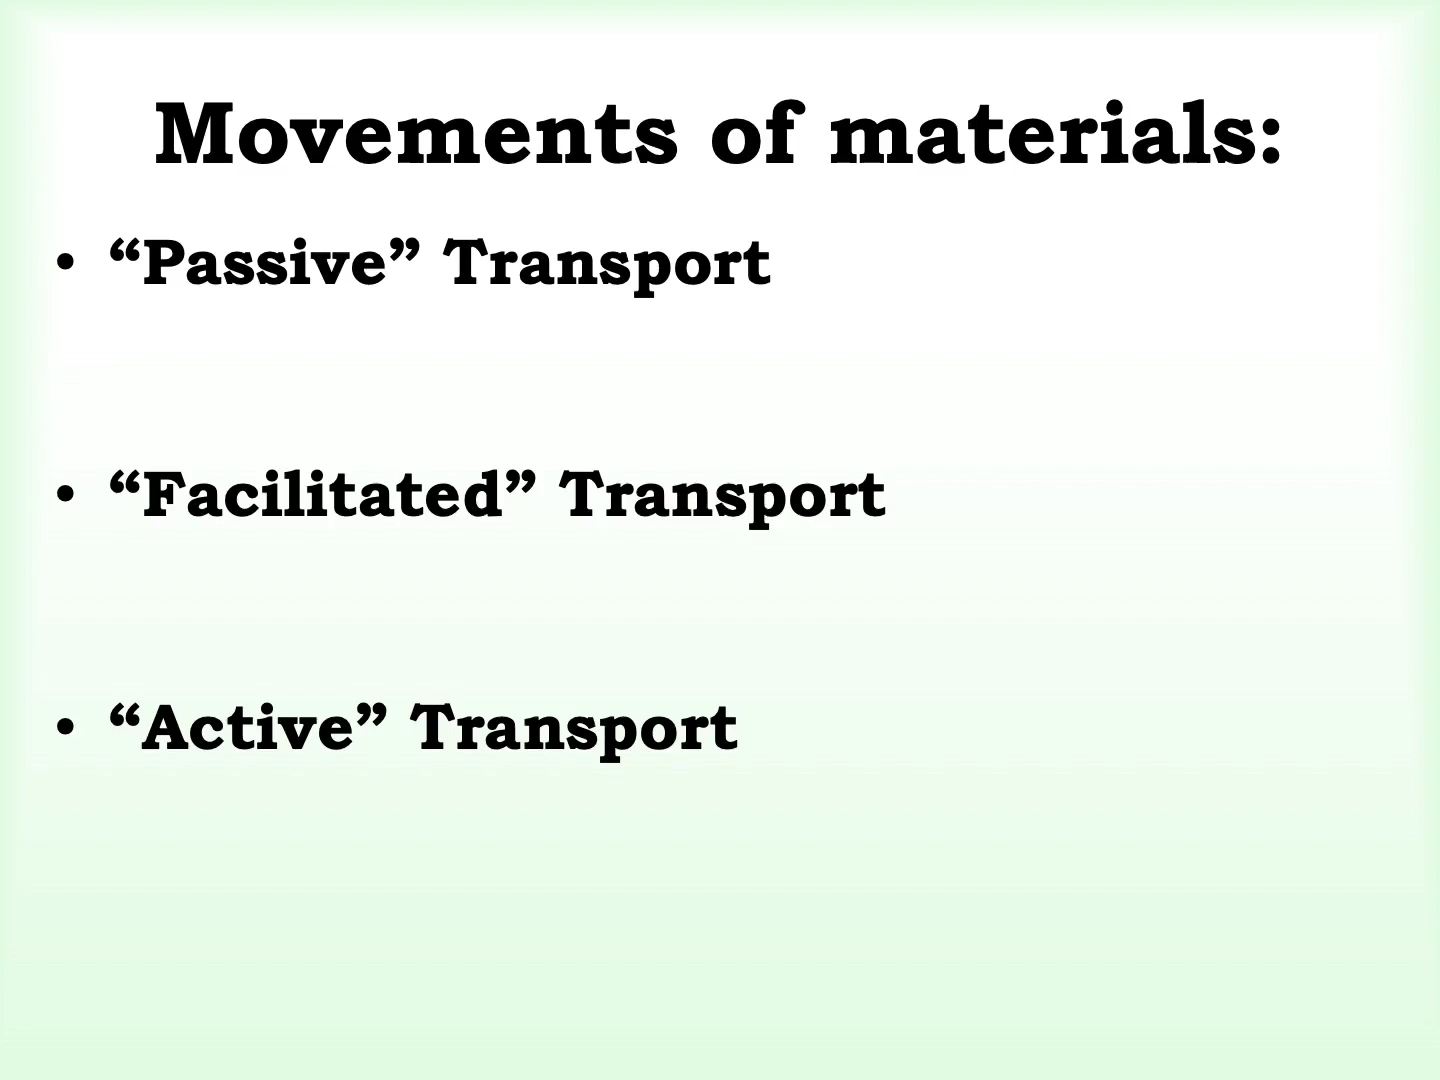 Movements of materials:
• “Passive” Transport
• “Facilitated” Transport
• “Active” Transport